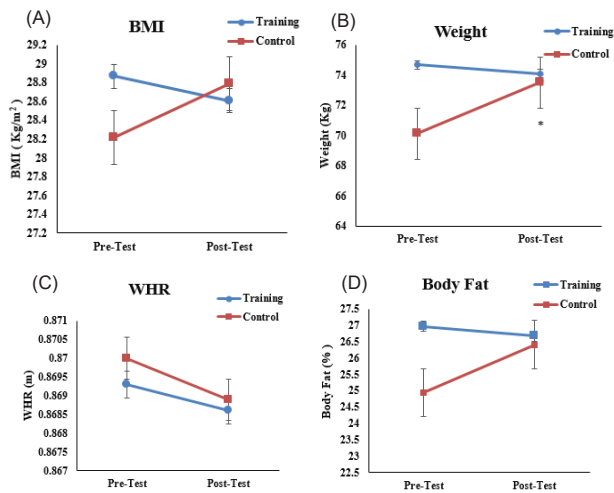 (A)
BMI
Training
Control
29.2
29
28.8
28.6
28.4
28.2
28
27.8
27.6
27.4
27.2
BMI ( Kg/m²)
Pre-Test
Post-Test
(B)
Weight
Training
Control
76
74
72
70
68
66
64
Weight (Kg)
*
Pre-Test
Post-Test
(C)
WHR
Training
Control
0.871
0.8705
0.87
0.8695
0.869
0.8685
0.868
0.8675
0.867
WHR (m)
Pre-Test
Post-Test
(D)
Body Fat
Training
Control
27.5
27
26.5
26
25.5
25
24.5
24
23.5
23
22.5
Body Fat (% )
Pre-Test
Post-Test